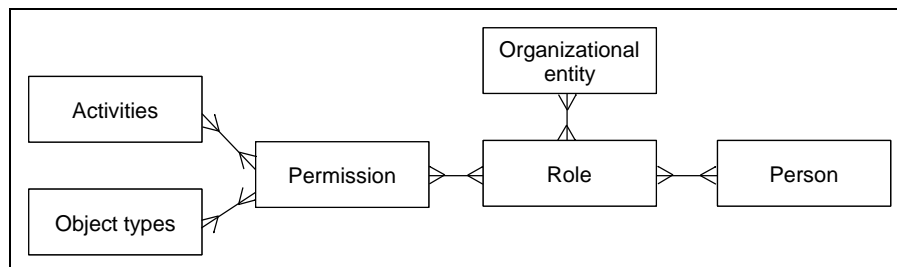 Organizational
entity
Activities
Permission
Role
Person
Object types